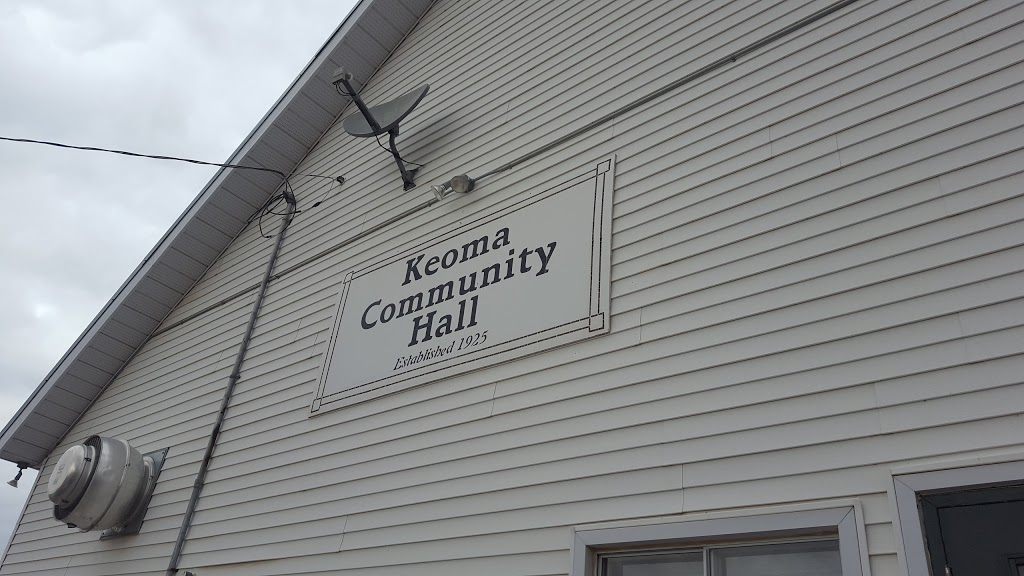 Keoma
Community
Hall
Established 1925